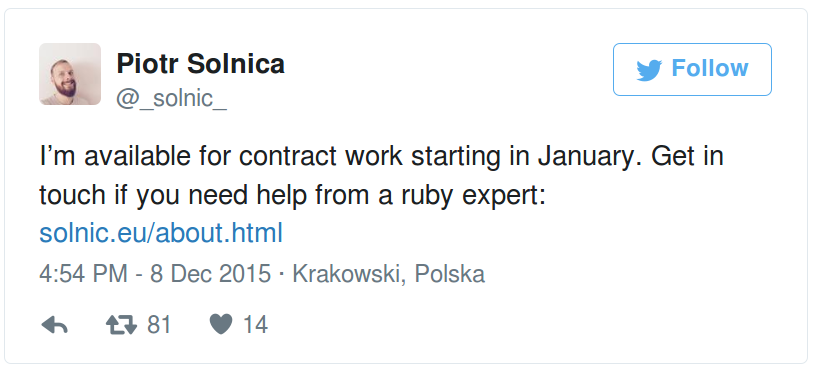 Piotr Solnica
@_solnic_
Follow
I’m available for contract work starting in January. Get in
touch if you need help from a ruby expert:
solnic.eu/about.html
4:54 PM - 8 Dec 2015 · Krakowski, Polska
81 14